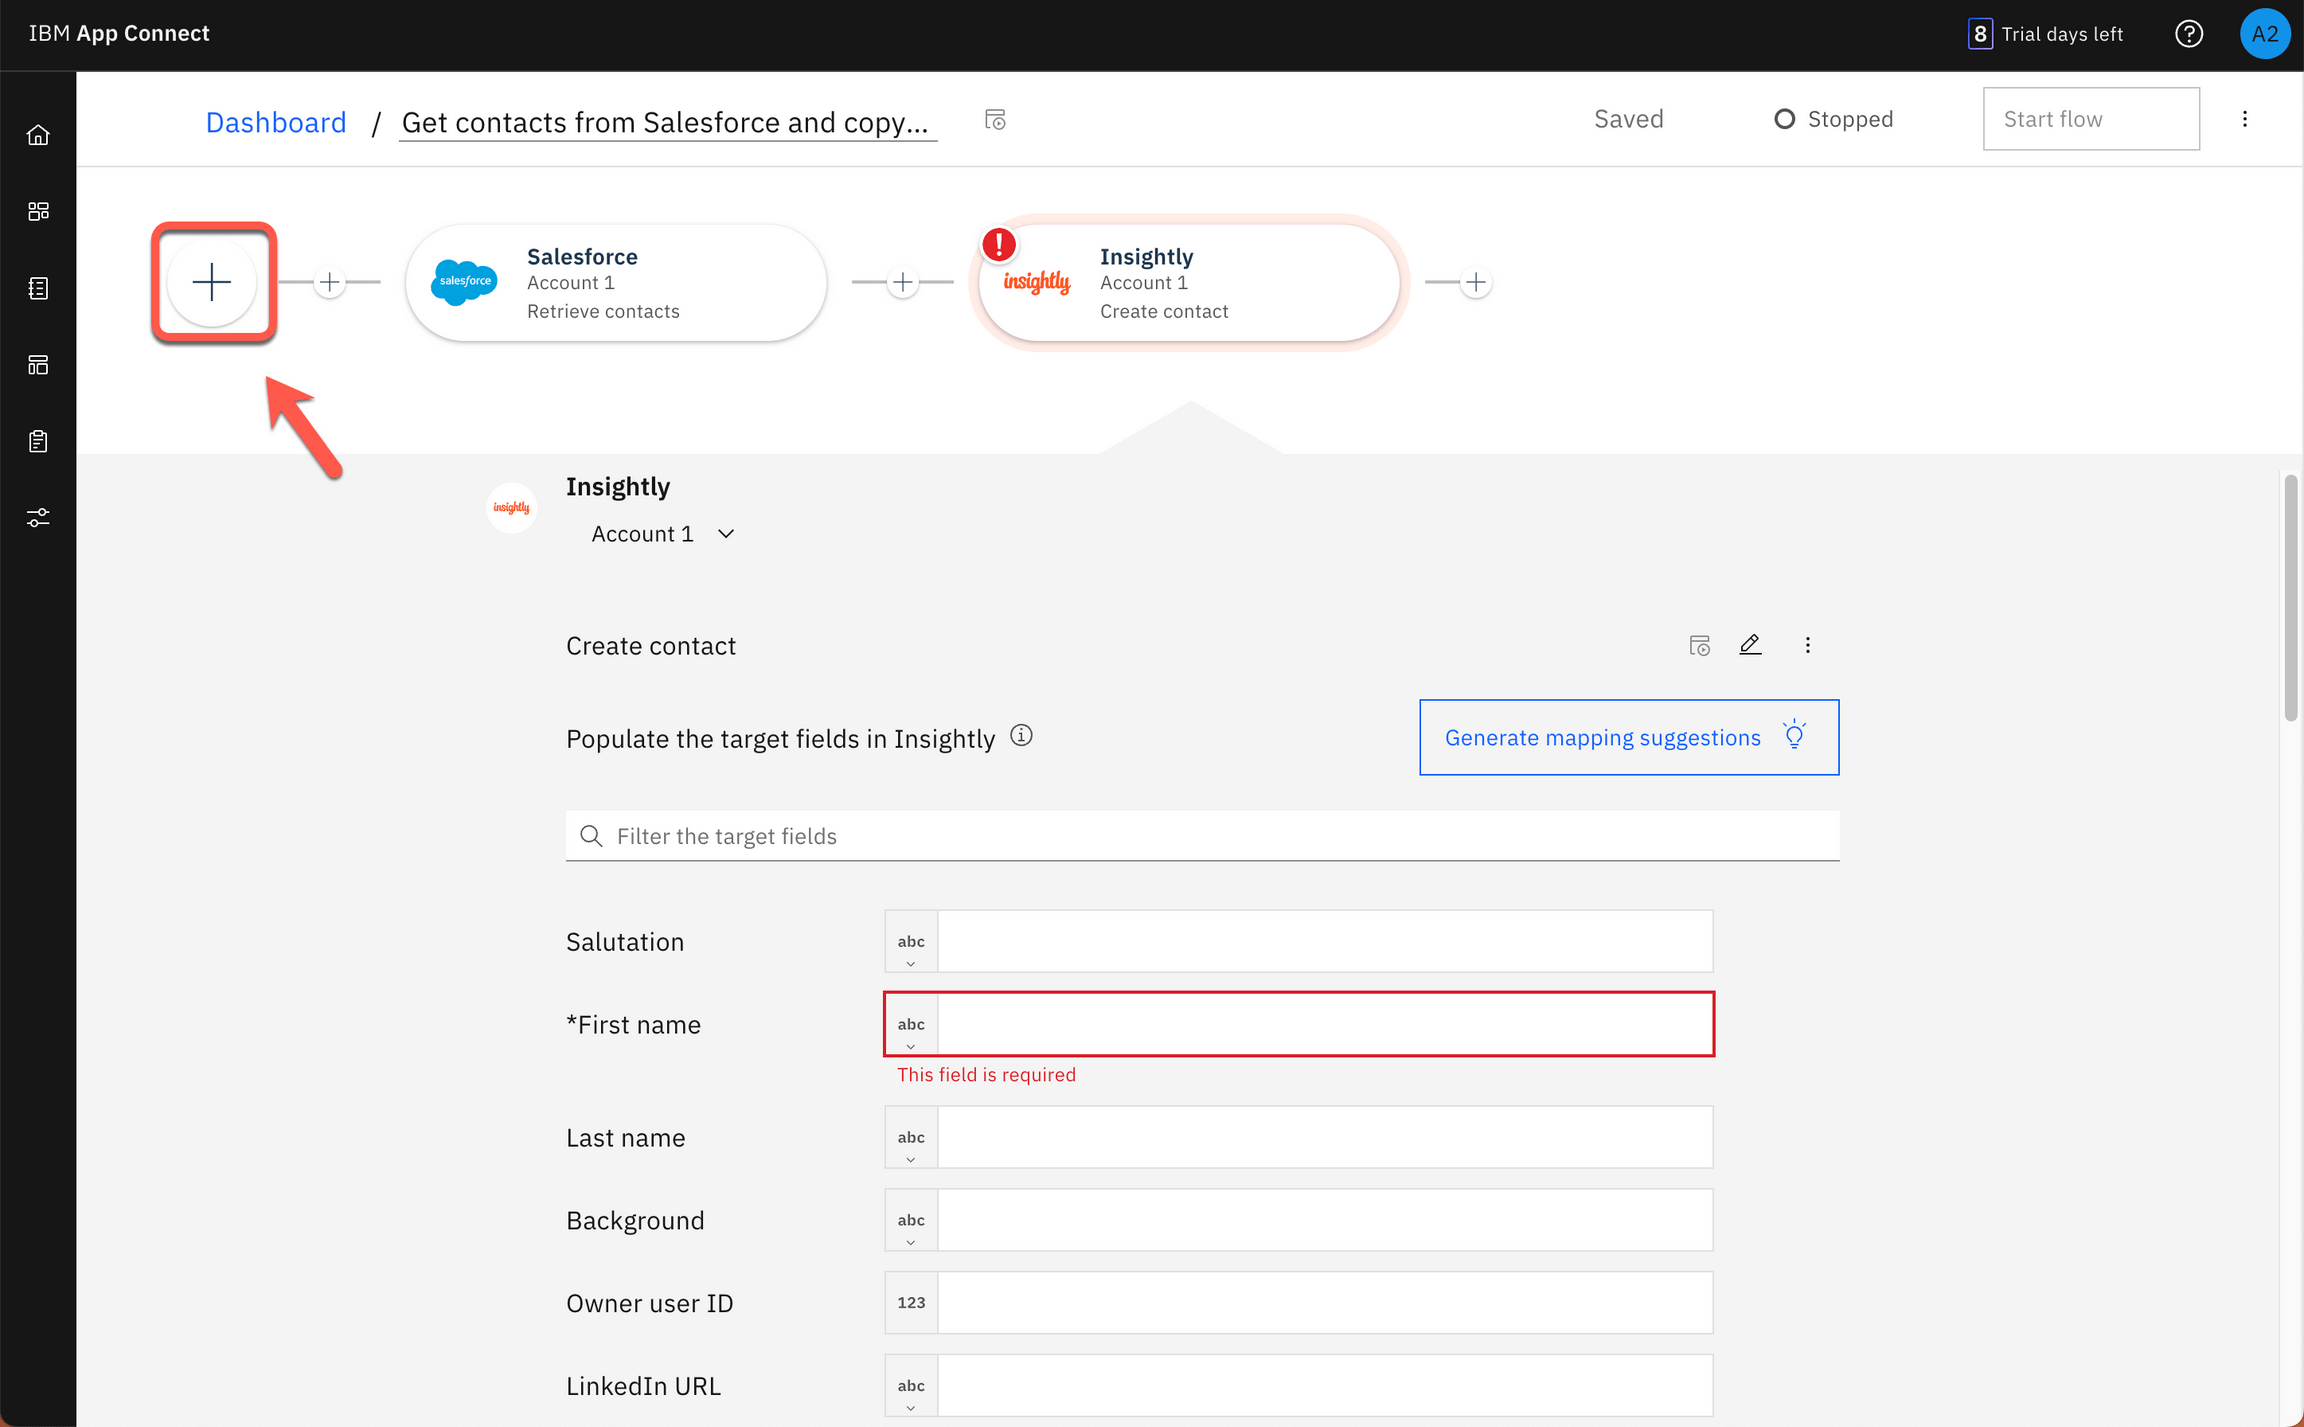 IBM App Connect
8 Trial days left
A2
Dashboard / Get contacts from Salesforce and copy...
Saved
Stopped
Start flow
salesforce
Salesforce
Account 1
Retrieve contacts
!
insightly
Insightly
Account 1
Create contact
insightly
Insightly
Account 1
Create contact
Populate the target fields in Insightly
Generate mapping suggestions
Filter the target fields
Salutation
abc
*First name
abc
This field is required
Last name
abc
Background
abc
Owner user ID
123
LinkedIn URL
abc